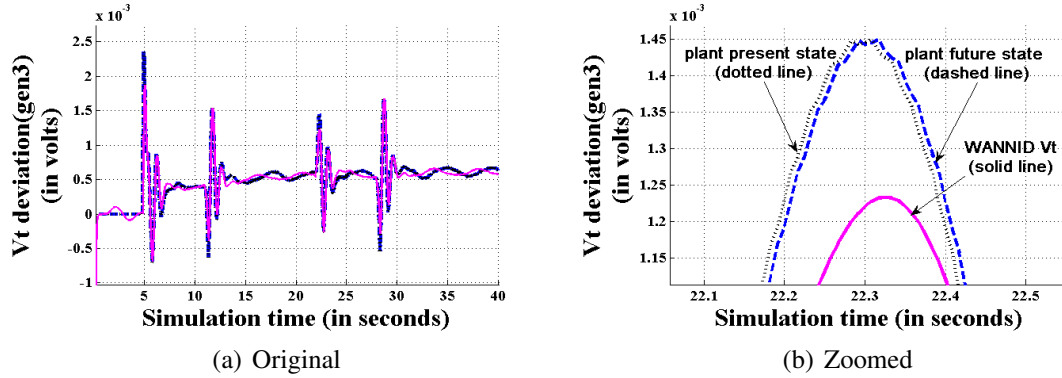 x 10⁻³
2.5
2
1.5
1
0.5
0
-0.5
-1
5
10
15
20
25
30
35
40
Vt deviation(gen3)
(in volts)
Simulation time (in seconds)
(a) Original
x 10⁻³
1.45
1.4
1.35
1.3
1.25
1.2
1.15
22.1
22.2
22.3
22.4
22.5
Vt deviation(gen3)
(in volts)
plant present state
(dotted line)
plant future state
(dashed line)
WANNID Vt
(solid line)
Simulation time (in seconds)
(b) Zoomed